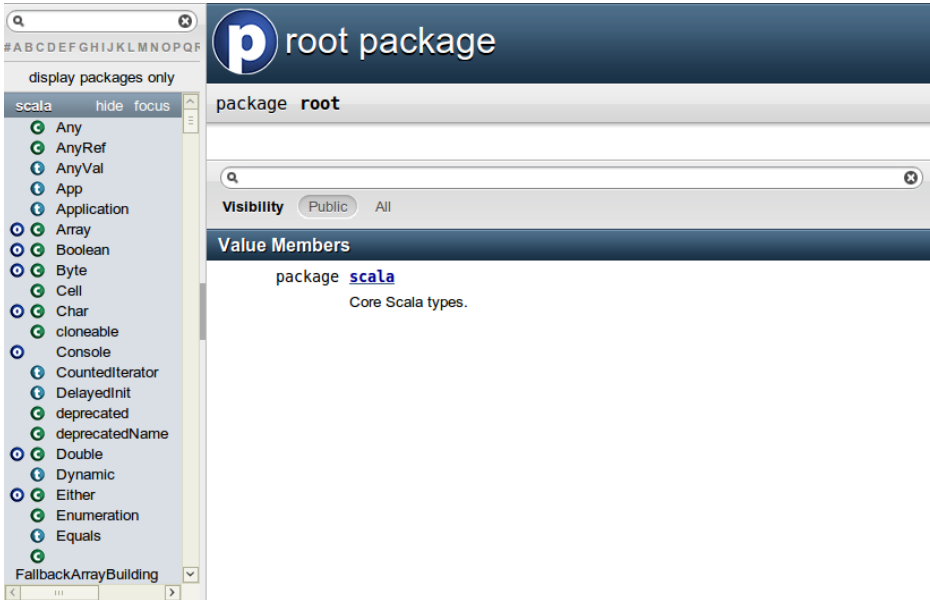 #ABCDEFGHIJKLMNOPQR
display packages only
scala hide focus
Any
AnyRef
AnyVal
App
Application
Array
Boolean
Byte
Cell
Char
cloneable
Console
CountedIterator
DelayedInit
deprecated
deprecatedName
Double
Dynamic
Either
Enumeration
Equals
FallbackArrayBuilding
p root package
package root
Visibility Public All
Value Members
package scala
Core Scala types.